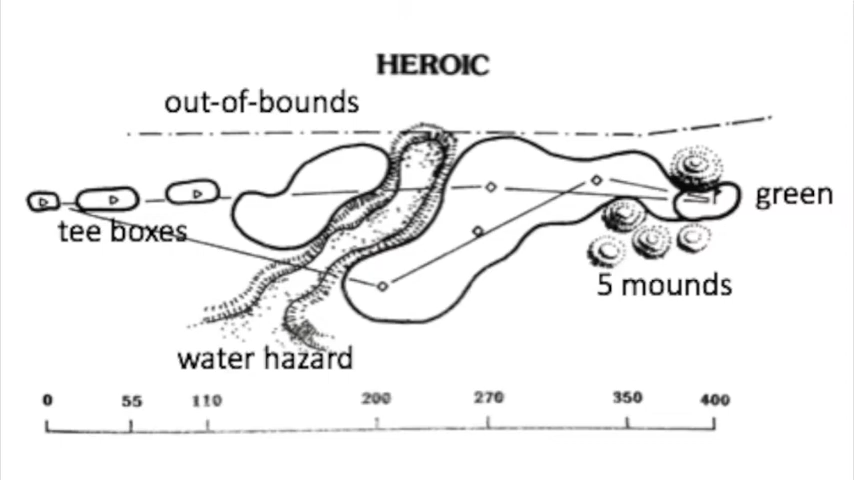 HEROIC
out-of-bounds
green
tee boxes
5 mounds
water hazard
0 55 110 200 270 350 400